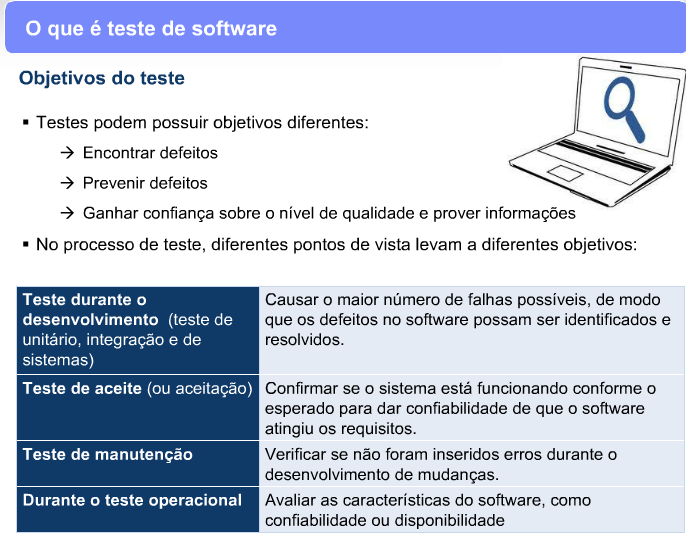 O que é teste de software
Objetivos do teste
▪ Testes podem possuir objetivos diferentes:
→ Encontrar defeitos
→ Prevenir defeitos
→ Ganhar confiança sobre o nível de qualidade e prover informações
▪ No processo de teste, diferentes pontos de vista levam a diferentes objetivos:
Teste durante o
desenvolvimento (teste de
unitário, integração e de
sistemas)
Causar o maior número de falhas possíveis, de modo
que os defeitos no software possam ser identificados e
resolvidos.
Teste de aceite (ou aceitação)
Confirmar se o sistema está funcionando conforme o
esperado para dar confiabilidade de que o software
atingiu os requisitos.
Teste de manutenção
Verificar se não foram inseridos erros durante o
desenvolvimento de mudanças.
Durante o teste operacional
Avaliar as características do software, como
confiabilidade ou disponibilidade